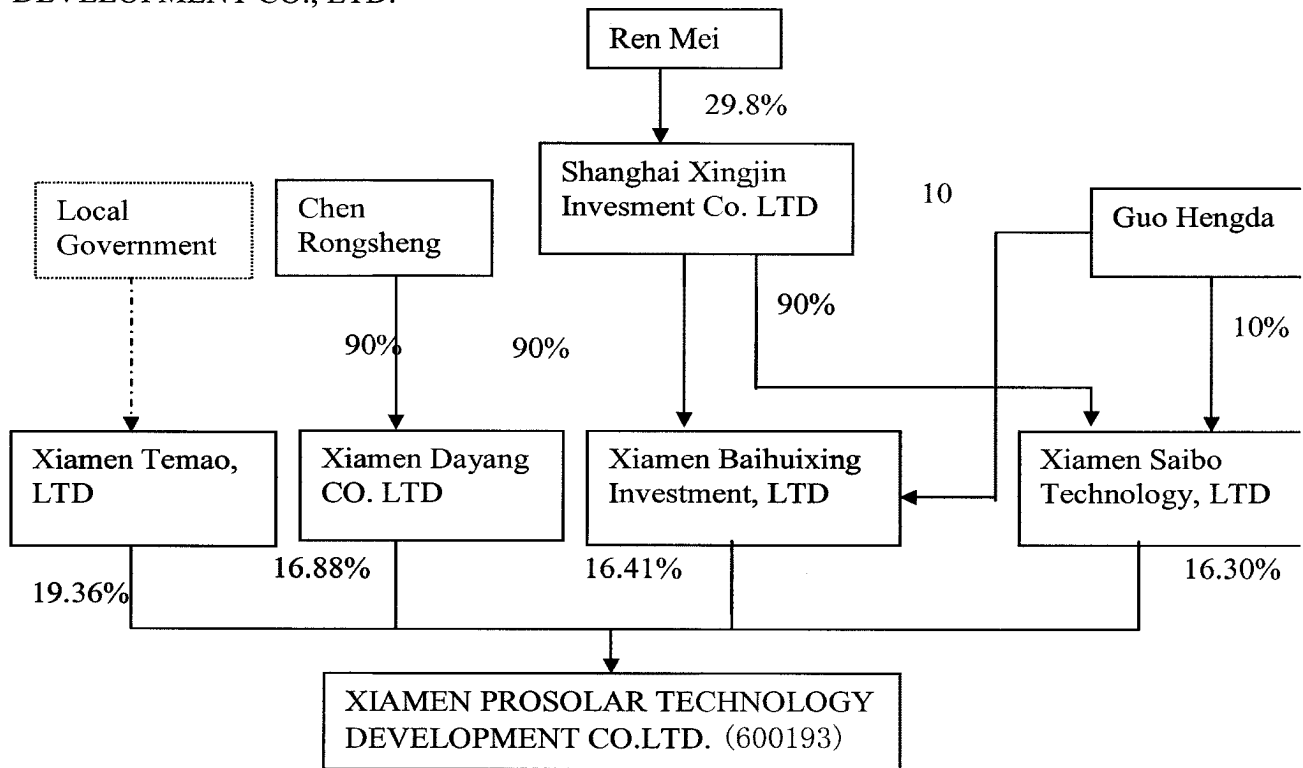 DEVELOPMENT CO., LTD.
Ren Mei
29.8%
Shanghai Xingjin
Invesment Co. LTD
10
Local
Government
Chen
Rongsheng
Guo Hengda
90%
10%
90%
90%
Xiamen Temao,
LTD
Xiamen Dayang
CO. LTD
Xiamen Baihuixing
Investment, LTD
Xiamen Saibo
Technology, LTD
19.36%
16.88%
16.41%
16.30%
XIAMEN PROSOLAR TECHNOLOGY
DEVELOPMENT CO.LTD. (600193)